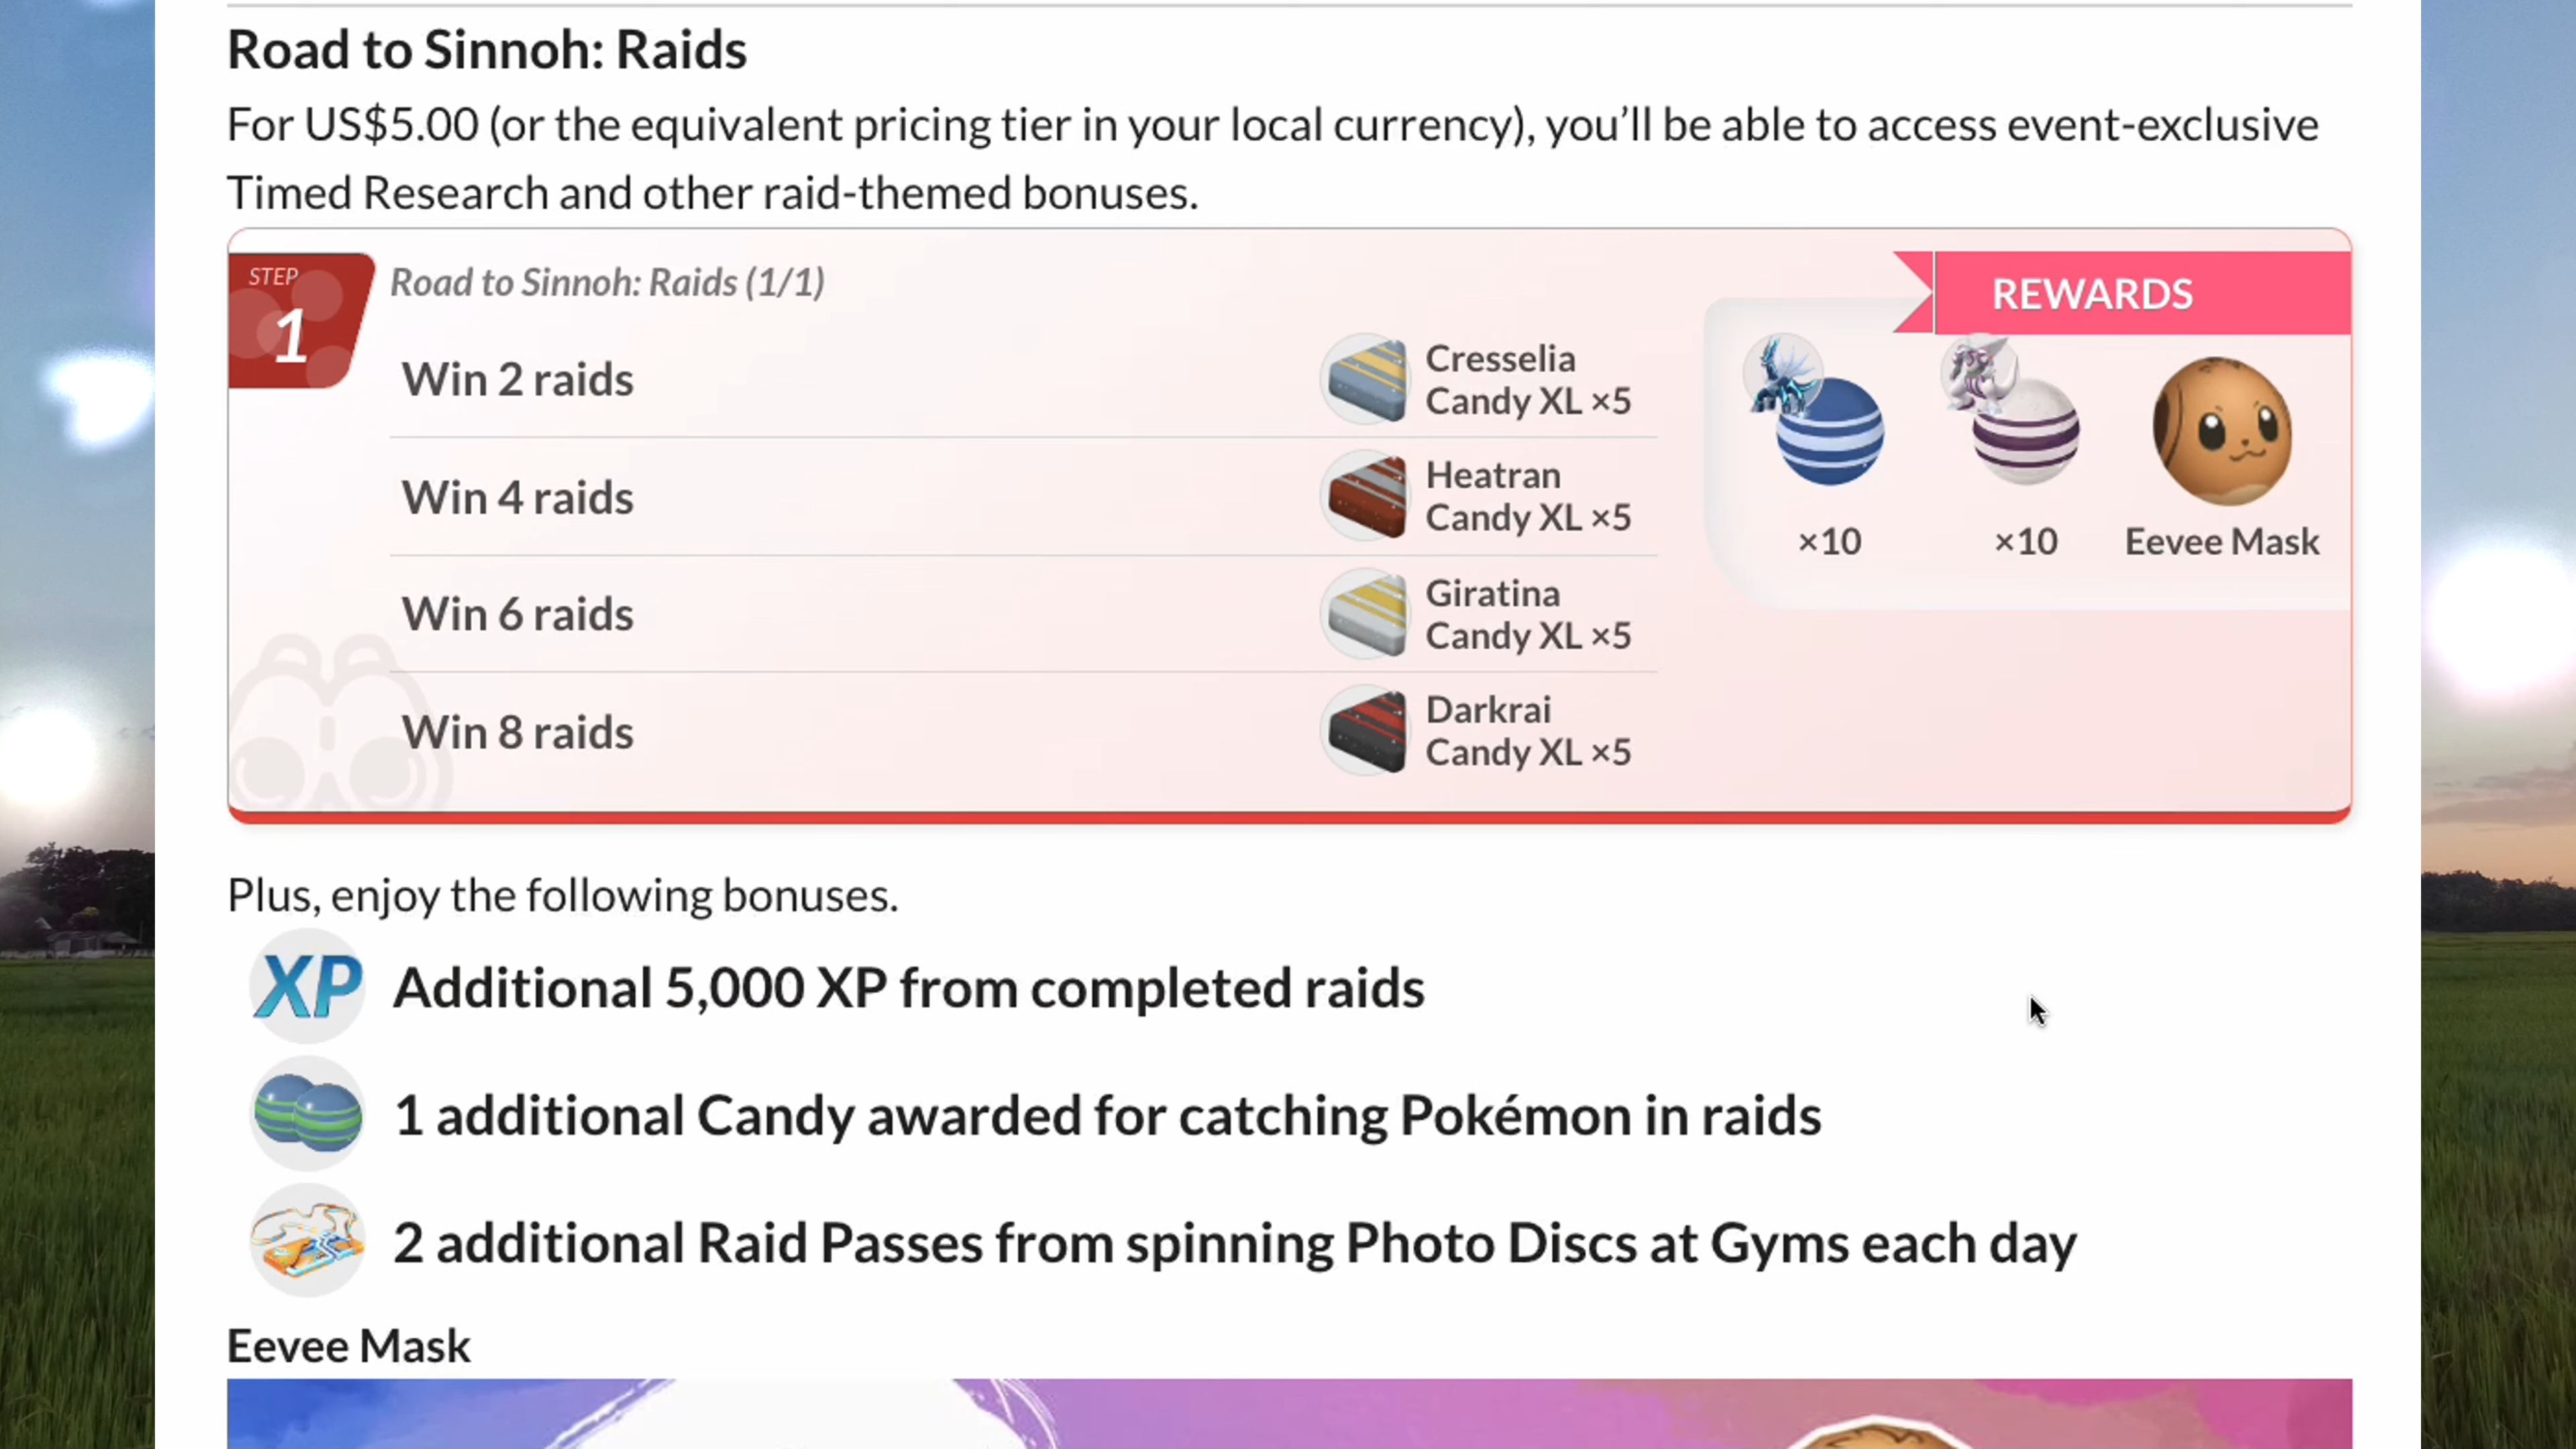 Road to Sinnoh: Raids
For US$5.00 (or the equivalent pricing tier in your local currency), you’ll be able to access event-exclusive
Timed Research and other raid-themed bonuses.
STEP
1
Road to Sinnoh: Raids (1/1)
Win 2 raids
Cresselia
Candy XL ×5
Win 4 raids
Heatran
Candy XL ×5
Win 6 raids
Giratina
Candy XL ×5
Win 8 raids
Darkrai
Candy XL ×5
REWARDS
×10
×10
Eevee Mask
Plus, enjoy the following bonuses.
XP
Additional 5,000 XP from completed raids
1 additional Candy awarded for catching Pokémon in raids
2 additional Raid Passes from spinning Photo Discs at Gyms each day
Eevee Mask